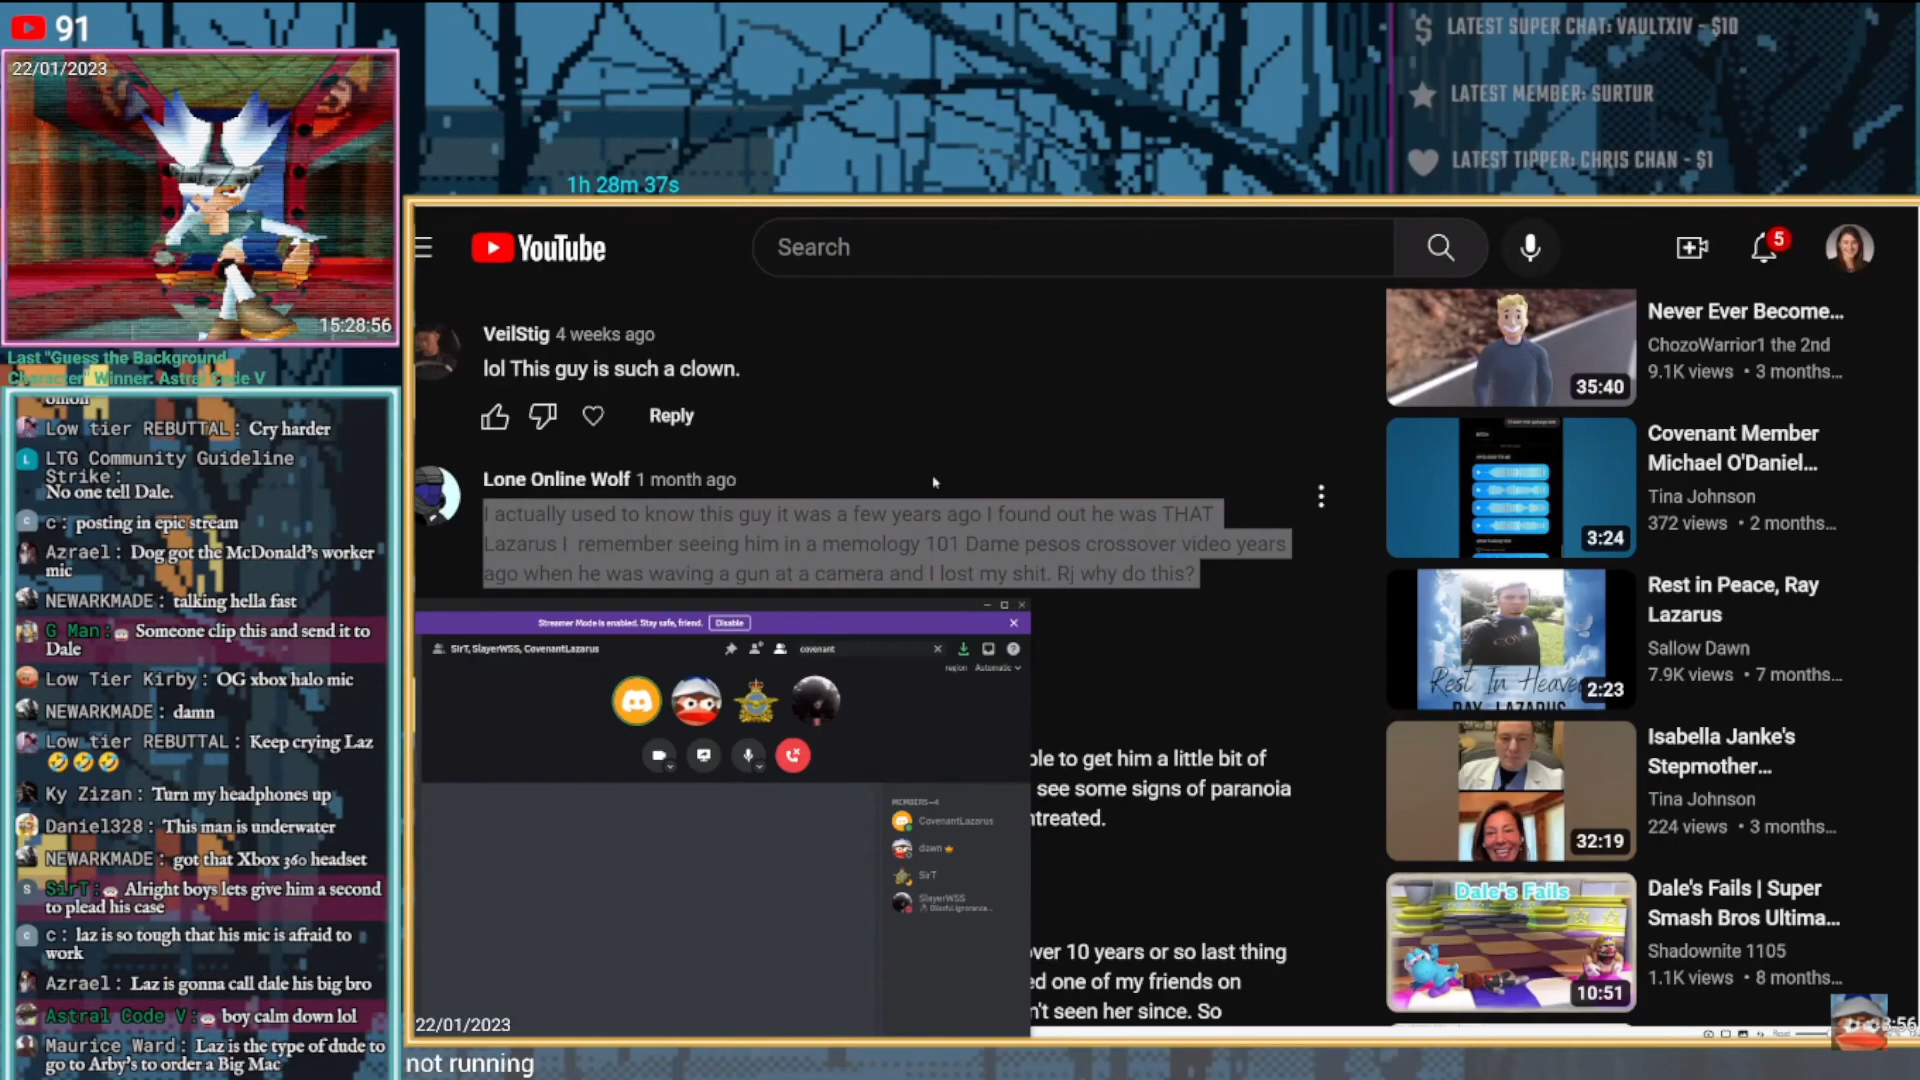 91
22/01/2023
15:28:56
Last "Guess the Background
Character" Winner: Astral Code V
Low tier REBUTTAL: Cry harder
LTG Community Guideline
Strike:
No one tell Dale.
c: posting in epic stream
Azrael: Dog got the McDonald's worker
mic
NEWARKMADE: talking hella fast
G Man: Someone clip this and send it to
Dale
Low Tier Kirby: OG xbox halo mic
NEWARKMADE: damn
Low tier REBUTTAL: Keep crying Laz
🤣🤣🤣
Ky Zizan: Turn my headphones up
Daniel328: This man is underwater
NEWARKMADE: got that Xbox 360 headset
SirT: Alright boys lets give him a second
to plead his case
c: laz is so tough that his mic is afraid to
work
Azrael: Laz is gonna call dale his big bro
Astral Code V: boy calm down lol
Maurice Ward: Laz is the type of dude to
go to Arby's to order a Big Mac
1h 28m 37s
LATEST SUPER CHAT: VAULTXIV - $10
LATEST MEMBER: SURTUR
LATEST TIPPER: CHRIS CHAN - $1
YouTube
Search
5
VeilStig 4 weeks ago
lol This guy is such a clown.
Reply
Lone Online Wolf 1 month ago
I actually used to know this guy it was a few years ago I found out he was THAT
Lazarus I remember seeing him in a memology 101 Dame pesos crossover video years
ago when he was waving a gun at a camera and I lost my shit. Rj why do this?
Streamer Mode is enabled. Stay safe, friend. Disable
SirT, SlayerWSS, CovenantLazarus
covenant
region Automatic
MEMBERS—4
CovenantLazarus
dawn
SirT
SlayerWSS
ble to get him a little bit of
see some signs of paranoia
ntreated.
over 10 years or so last thing
ed one of my friends on
n't seen her since. So
22/01/2023
not running
Never Ever Become...
ChozoWarrior1 the 2nd
9.1K views • 3 months...
35:40
Covenant Member
Michael O'Daniel...
Tina Johnson
372 views • 2 months...
3:24
Rest in Peace, Ray
Lazarus
Sallow Dawn
7.9K views • 7 months...
Rest In Heaven
RAY LAZARUS
2:23
Isabella Janke's
Stepmother...
Tina Johnson
224 views • 3 months...
32:19
Dale's Fails | Super
Smash Bros Ultima...
Shadownite 1105
1.1K views • 8 months...
Dale's Fails
10:51